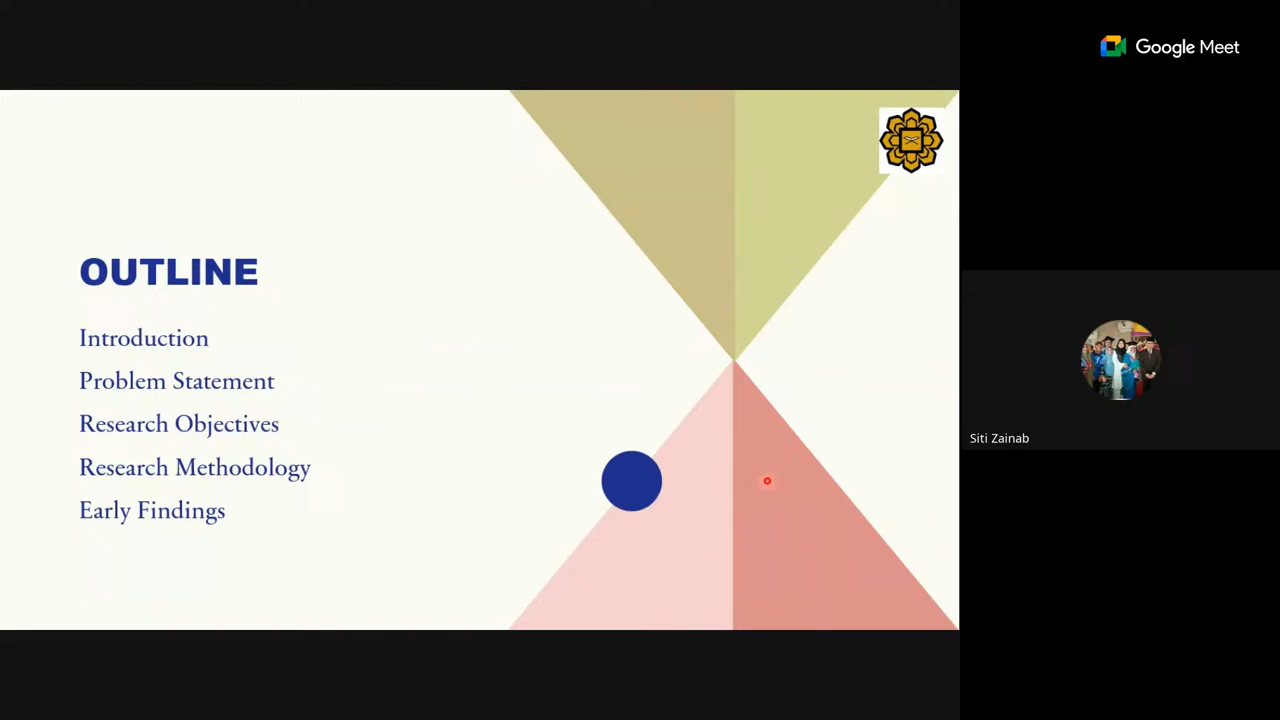 Google Meet
OUTLINE
Introduction
Problem Statement
Research Objectives
Research Methodology
Early Findings
Siti Zainab